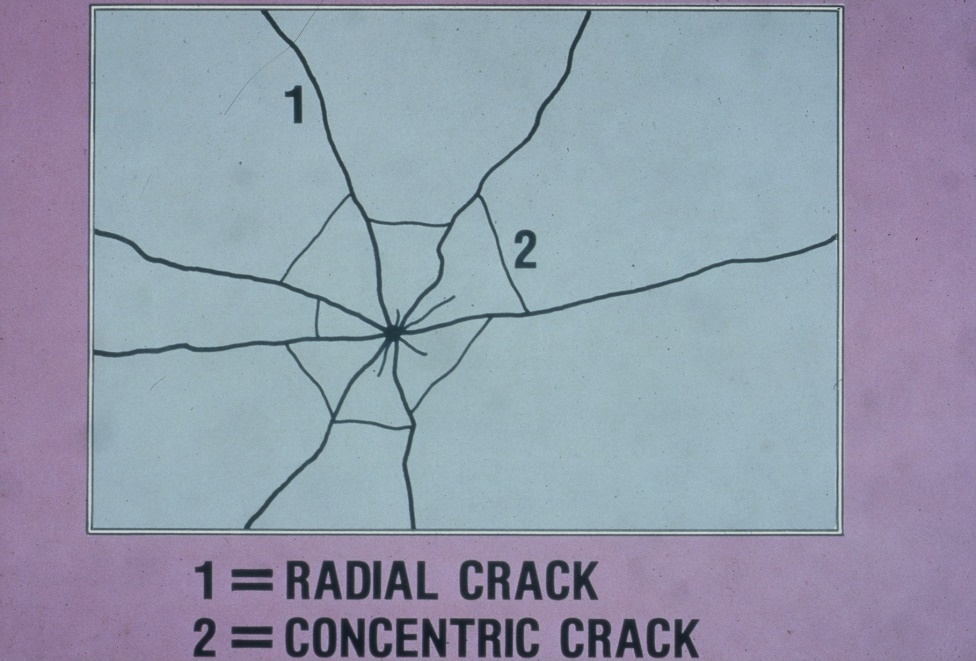 1
2
1 = RADIAL CRACK
2 = CONCENTRIC CRACK